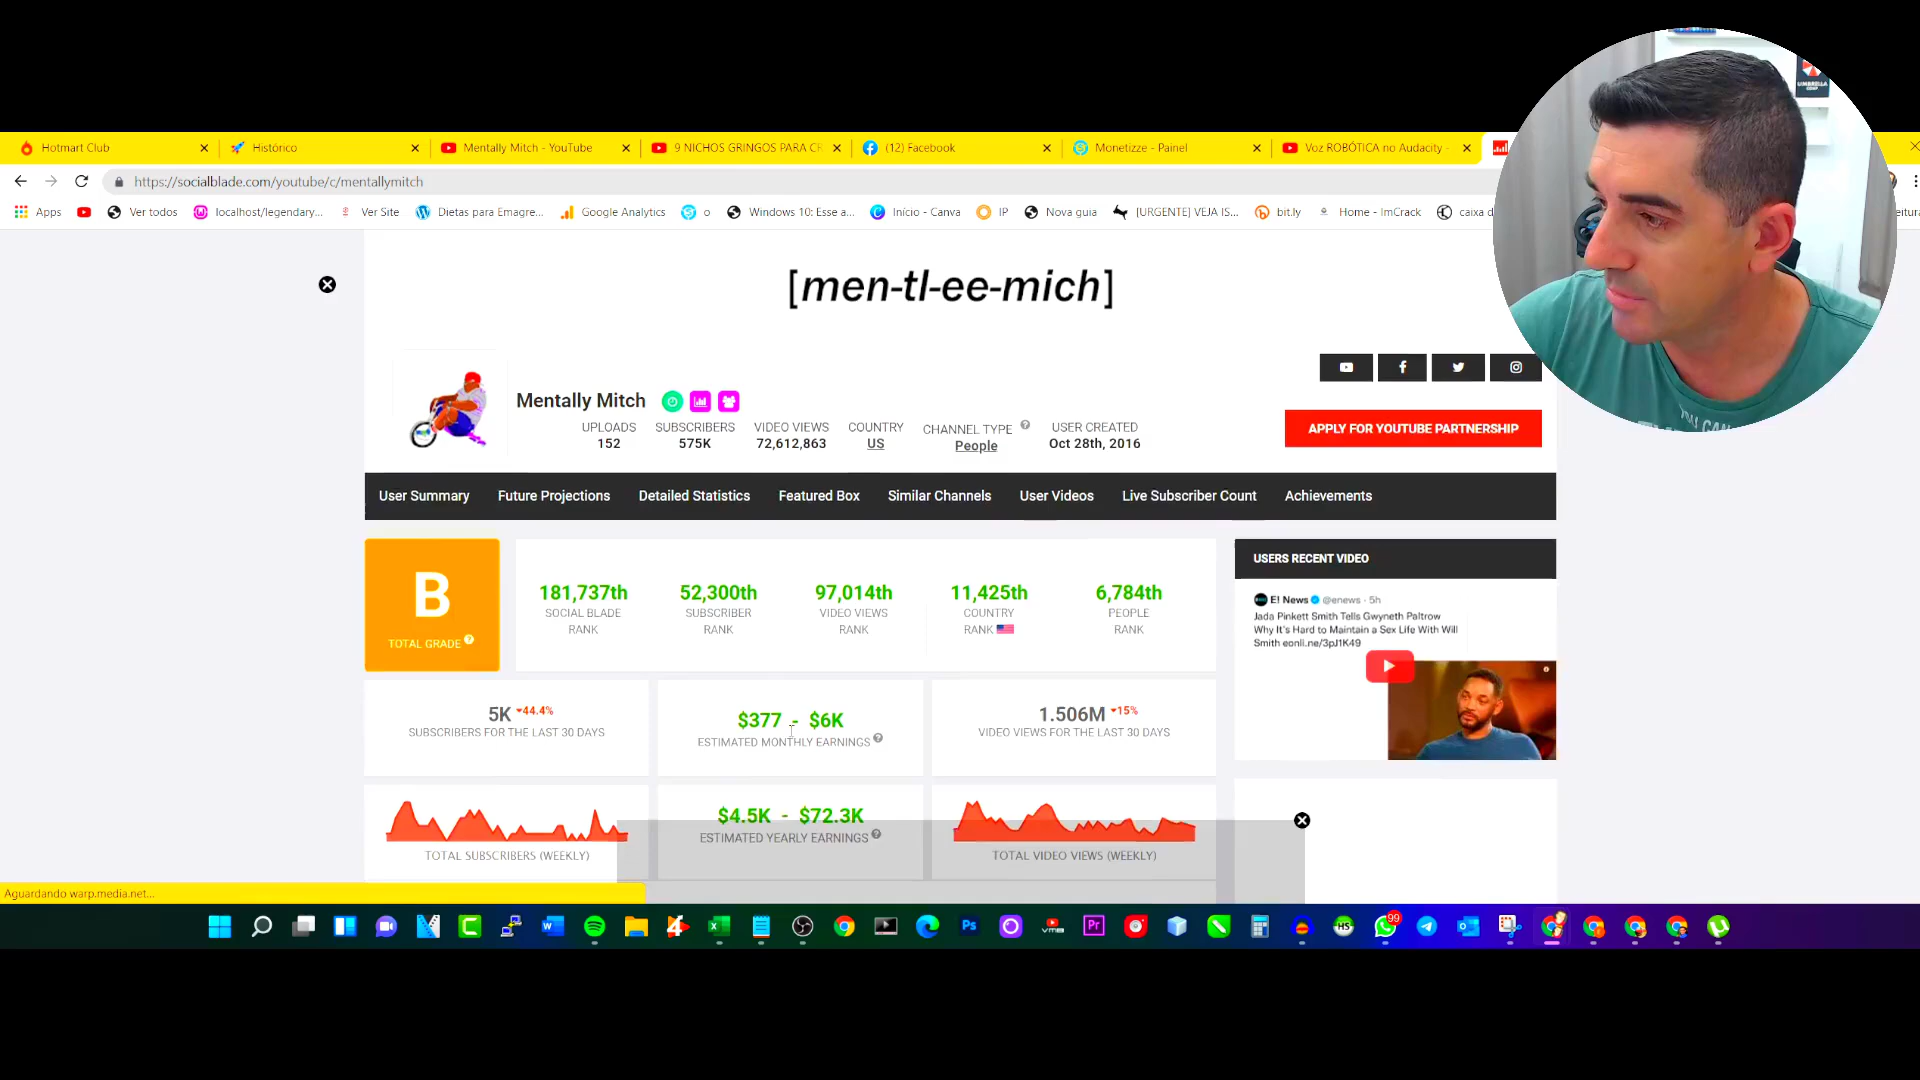 Hotmart Club
Histórico
Mentally Mitch - YouTube
9 NICHOS GRINGOS PARA CR
(12) Facebook
Monetizze - Painel
Voz ROBÓTICA no Audacity -
https://socialblade.com/youtube/c/mentallymitch
Apps
Ver todos
localhost/legendary...
Ver Site
Dietas para Emagre...
Google Analytics
o
Windows 10: Esse a...
Início - Canva
IP
Nova guia
[URGENTE] VEJA IS...
bit.ly
Home - ImCrack
caixa d
eitura
UMBRELLA
[men-tl-ee-mich]
Mentally Mitch
UPLOADS
152
SUBSCRIBERS
575K
VIDEO VIEWS
72,612,863
COUNTRY
US
CHANNEL TYPE
People
USER CREATED
Oct 28th, 2016
APPLY FOR YOUTUBE PARTNERSHIP
User Summary
Future Projections
Detailed Statistics
Featured Box
Similar Channels
User Videos
Live Subscriber Count
Achievements
B
TOTAL GRADE
181,737th
SOCIAL BLADE
RANK
52,300th
SUBSCRIBER
RANK
97,014th
VIDEO VIEWS
RANK
11,425th
COUNTRY
RANK
6,784th
PEOPLE
RANK
USERS RECENT VIDEO
E! News @enews · 5h
Jada Pinkett Smith Tells Gwyneth Paltrow
Why It's Hard to Maintain a Sex Life With Will
Smith eonli.ne/3pJ1K49
5K 44.4%
SUBSCRIBERS FOR THE LAST 30 DAYS
$377 - $6K
ESTIMATED MONTHLY EARNINGS
1.506M 15%
VIDEO VIEWS FOR THE LAST 30 DAYS
TOTAL SUBSCRIBERS (WEEKLY)
$4.5K - $72.3K
ESTIMATED YEARLY EARNINGS
TOTAL VIDEO VIEWS (WEEKLY)
Aguardando warp.media.net...
Ps
VMB
Pr
HS
99